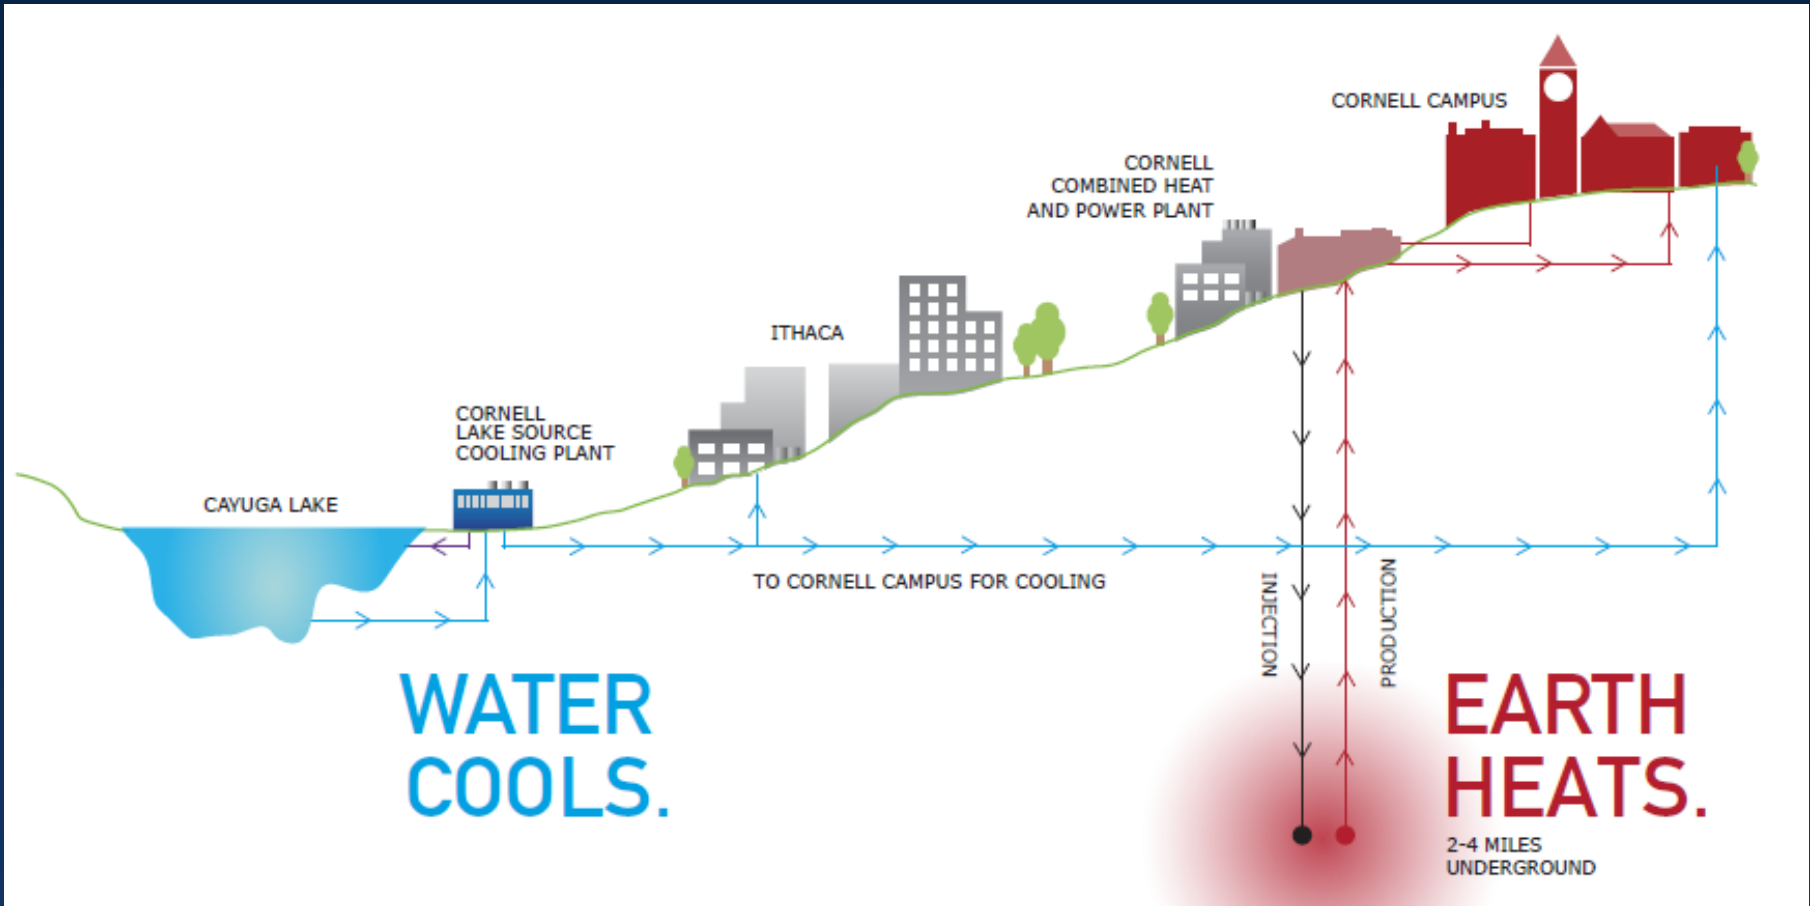 CORNELL CAMPUS
CORNELL
COMBINED HEAT
AND POWER PLANT
ITHACA
CORNELL
LAKE SOURCE
COOLING PLANT
CAYUGA LAKE
TO CORNELL CAMPUS FOR COOLING
INJECTION
PRODUCTION
WATER
COOLS.
EARTH
HEATS.
2-4 MILES
UNDERGROUND